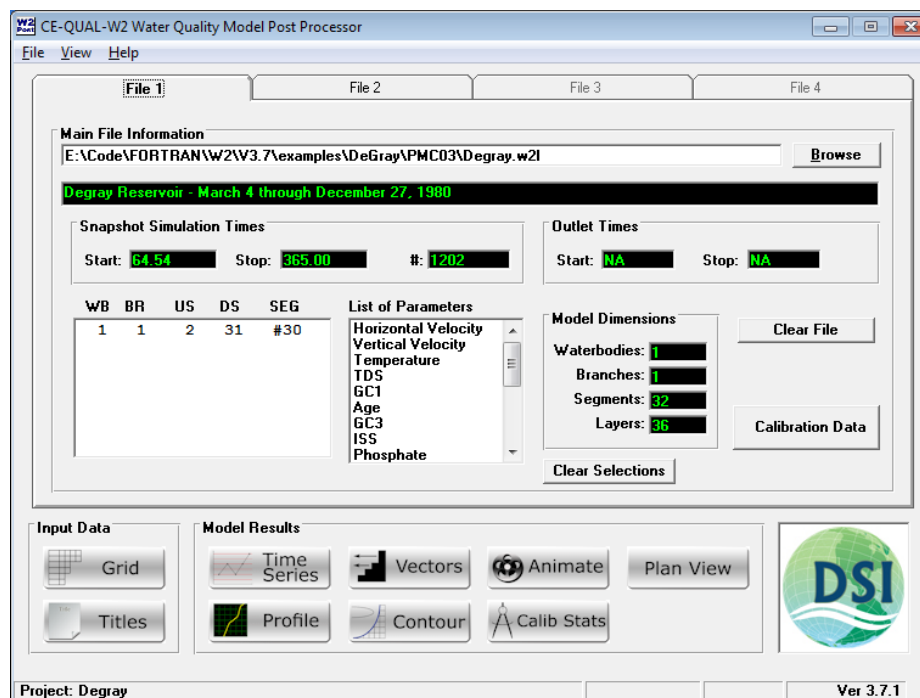 W2 Post CE-QUAL-W2 Water Quality Model Post Processor
File View Help
File 1 File 2 File 3 File 4
Main File Information
E:\Code\FORTRAN\W2\V3.7\examples\DeGray\PMC03\Degray.w2l Browse
Degray Reservoir - March 4 through December 27, 1980
Snapshot Simulation Times Outlet Times
Start: 64.54 Stop: 365.00 #: 1202 Start: NA Stop: NA
WB BR US DS SEG List of Parameters
1 1 2 31 #30 Horizontal Velocity
Vertical Velocity
Temperature
TDS
GC1
Age
GC3
ISS
Phosphate
Model Dimensions
Waterbodies: 1
Branches: 1
Segments: 32
Layers: 36
Clear File
Calibration Data
Clear Selections
Input Data Model Results
Grid Time Series Vectors Animate Plan View
Titles Profile Contour Calib Stats
DSI
Project: Degray Ver 3.7.1